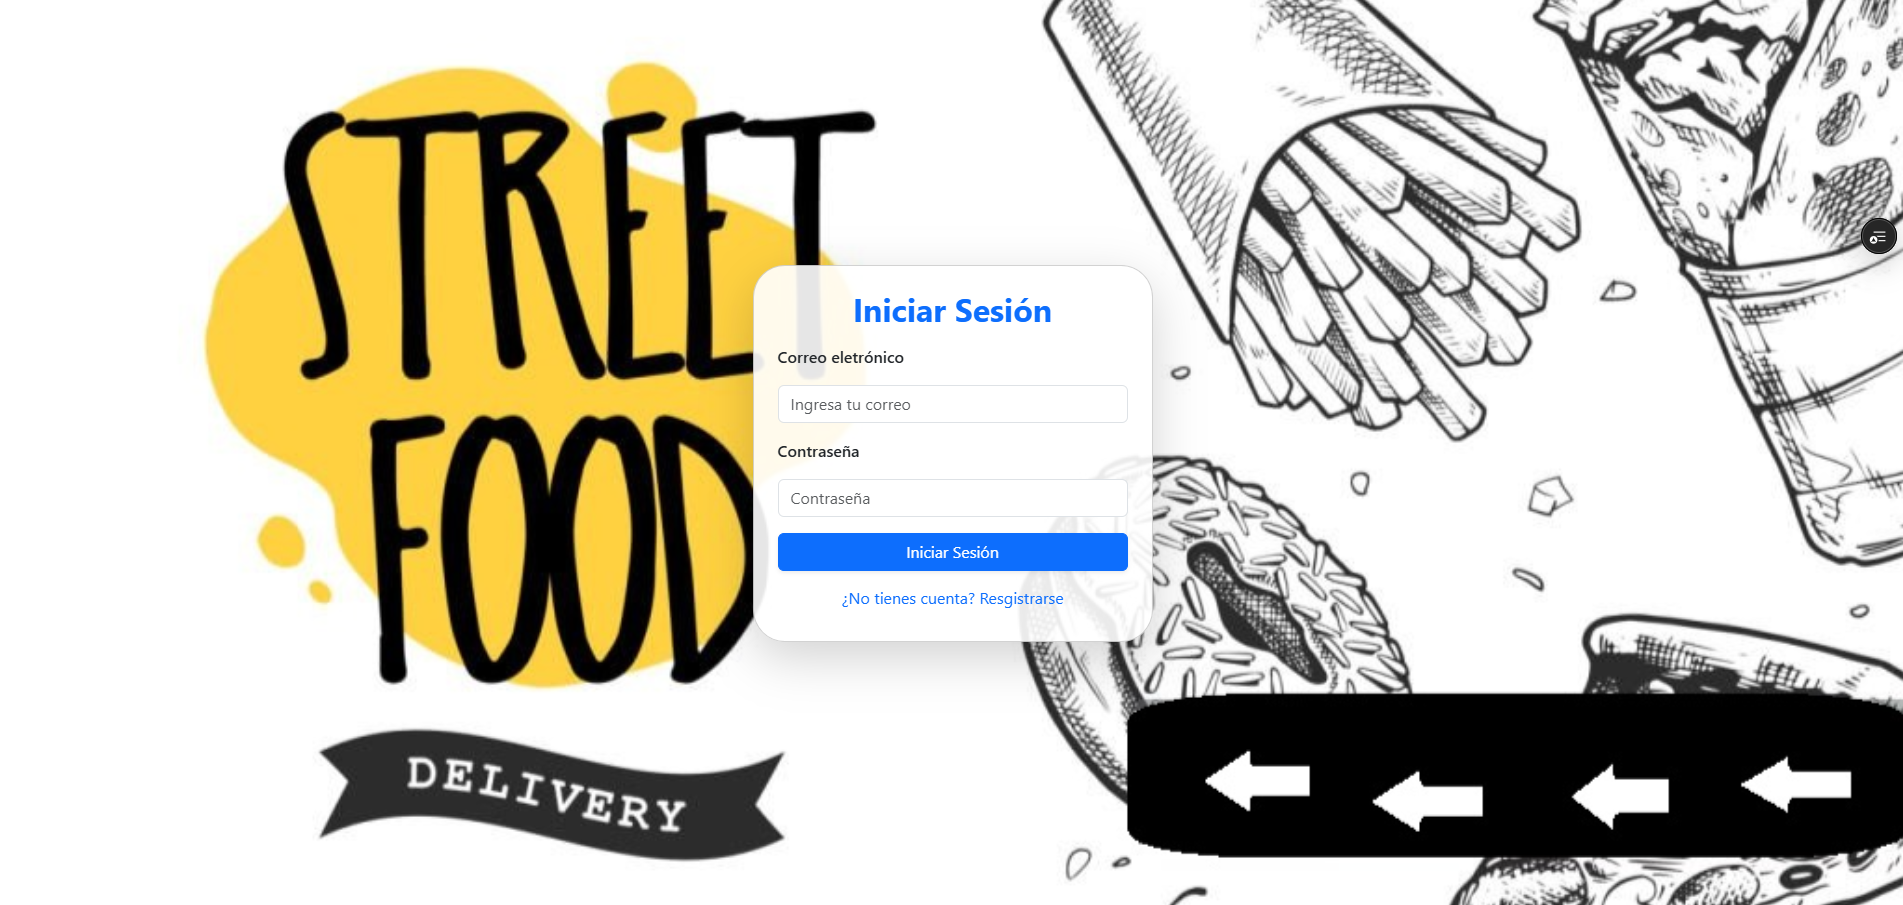 STREET
FOOD
DELIVERY
Iniciar Sesión
Correo eletrónico
Ingresa tu correo
Contraseña
Contraseña
Iniciar Sesión
¿No tienes cuenta? Resgistrarse